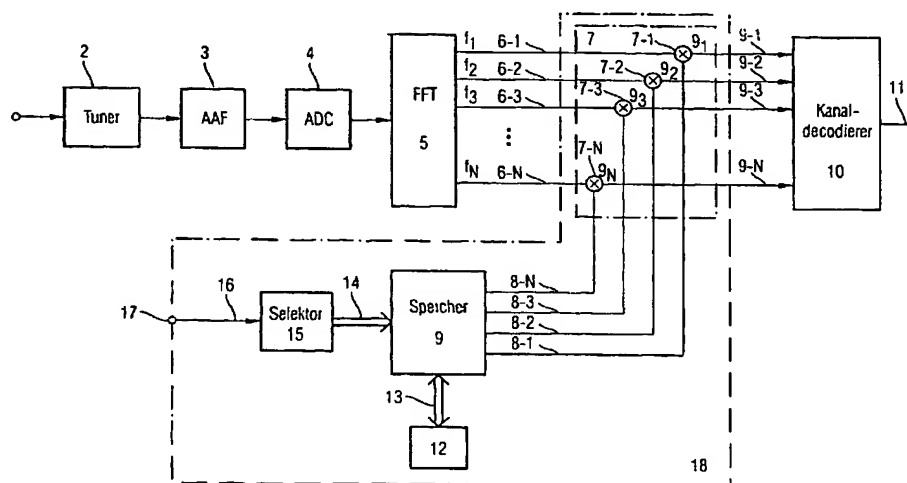 2
3
4
Tuner
AAF
ADC
FFT
5
f1 6-1
f2 6-2
f3 6-3
fN 6-N
7
7-1 91
7-2 92
7-3 93
7-N
9N
9-1
9-2
9-3
9-N
Kanal-
decodierer
10
11
17
16
Selektor
15
14
Speicher
9
8-N
8-3
8-2
8-1
13
12
18